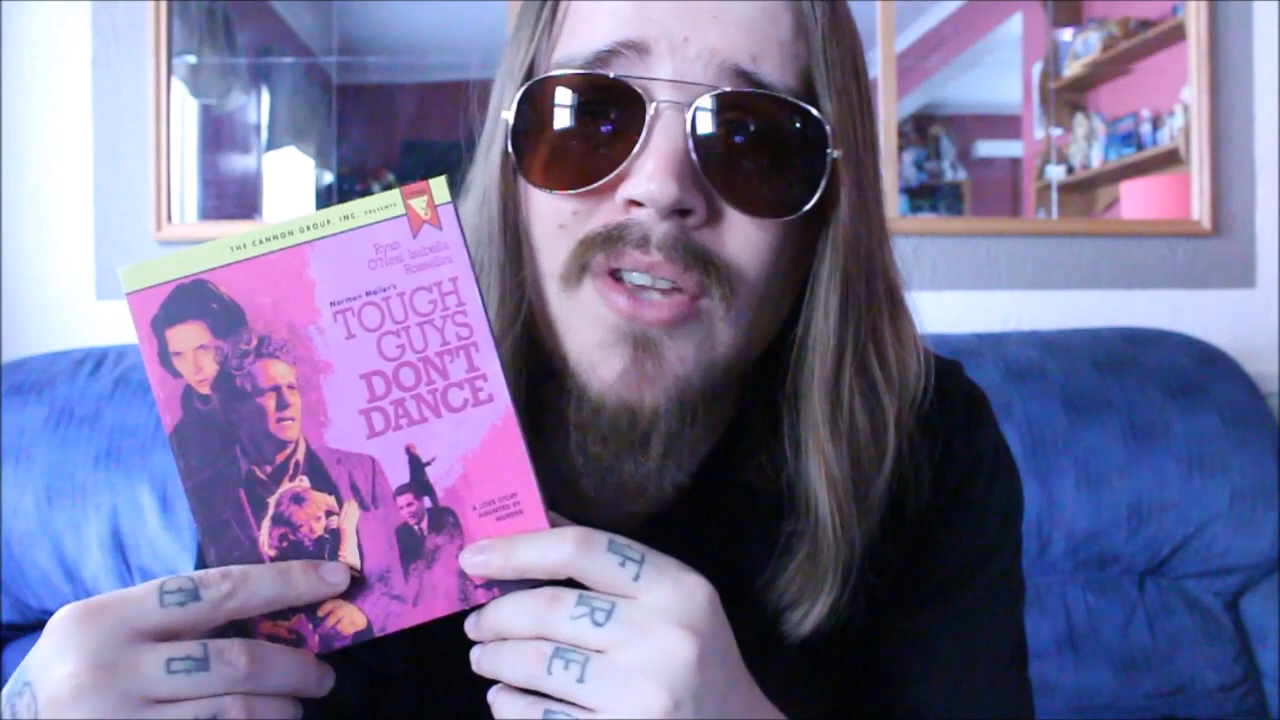 THE CANNON GROUP, INC. PRESENTS
Ryan
O'Neal Isabella
Rossellini
Norman Mailer's
TOUGH
GUYS
DON'T
DANCE
A LOVE STORY
HAUNTED BY
MURDER
F
R
E